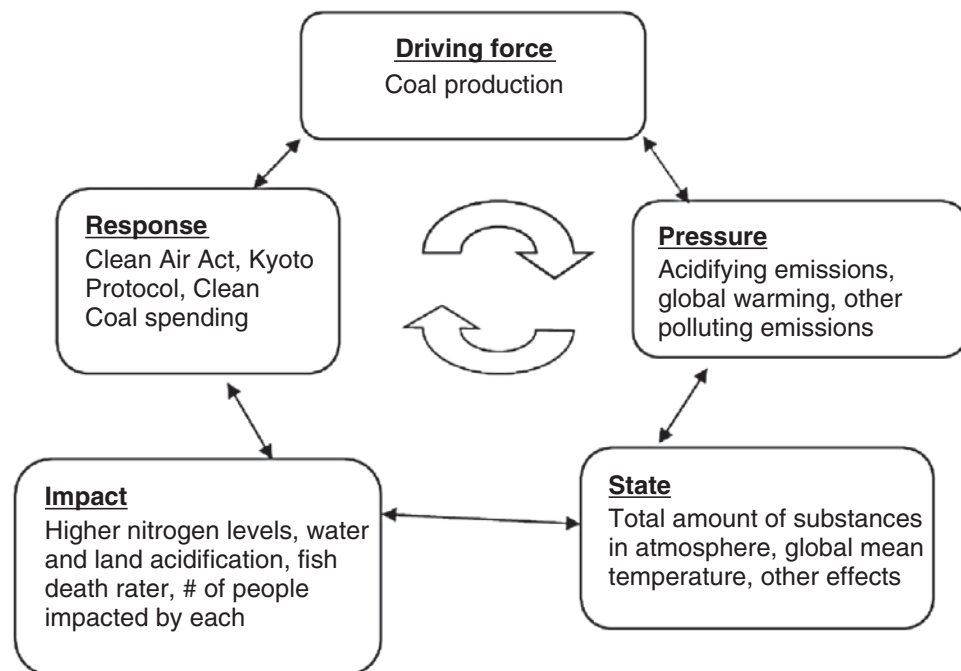 Driving force
Coal production
Response
Clean Air Act, Kyoto
Protocol, Clean
Coal spending
Pressure
Acidifying emissions,
global warming, other
polluting emissions
Impact
Higher nitrogen levels, water
and land acidification, fish
death rater, # of people
impacted by each
State
Total amount of substances
in atmosphere, global mean
temperature, other effects